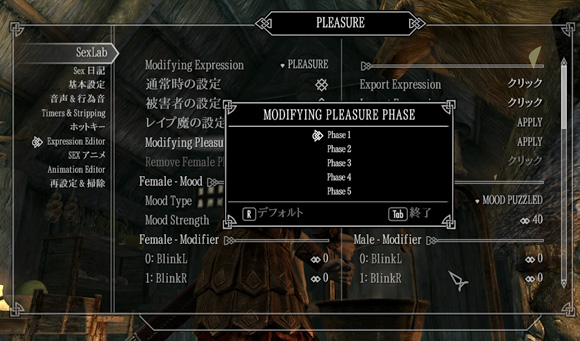 PLEASURE
SexLab
Sex 日記
基本設定
音声 & 行為音
Timers & Stripping
ホットキー
Expression Editor
SEX アニメ
Animation Editor
再設定 & 掃除
Modifying Expression
PLEASURE
通常時の設定
被害者の設定
レイプ魔の設定
Modifying Pleasu
Remove Female P
Female - Mood
Mood Type
Mood Strength
Female - Modifier
0: BlinkL
0
1: BlinkR
0
Export Expression
クリック
クリック
APPLY
APPLY
クリック
MOOD PUZZLED
40
Male - Modifier
0: BlinkL
0
1: BlinkR
0
MODIFYING PLEASURE PHASE
Phase 1
Phase 2
Phase 3
Phase 4
Phase 5
R デフォルト
Tab 終了